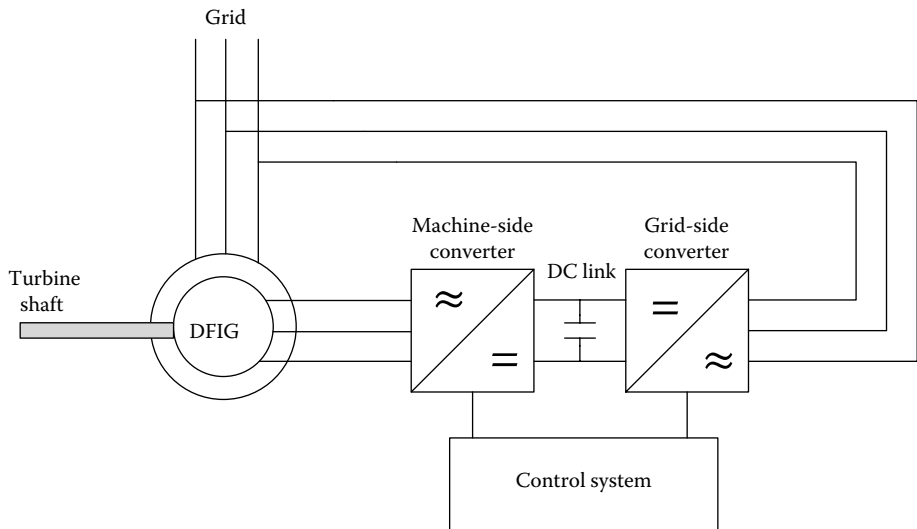 Grid
Machine-side
converter
Grid-side
converter
DC link
Turbine
shaft
DFIG
≈
=
=
≈
Control system